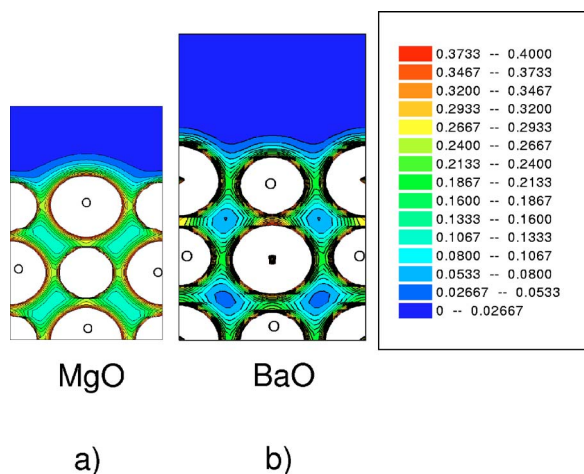 0.3733 -- 0.4000
0.3467 -- 0.3733
0.3200 -- 0.3467
0.2933 -- 0.3200
0.2667 -- 0.2933
0.2400 -- 0.2667
0.2133 -- 0.2400
0.1867 -- 0.2133
0.1600 -- 0.1867
0.1333 -- 0.1600
0.1067 -- 0.1333
0.0800 -- 0.1067
0.0533 -- 0.0800
0.02667 -- 0.0533
0 -- 0.02667
O
O
O O
O O
O
O
MgO
BaO
a)
b)